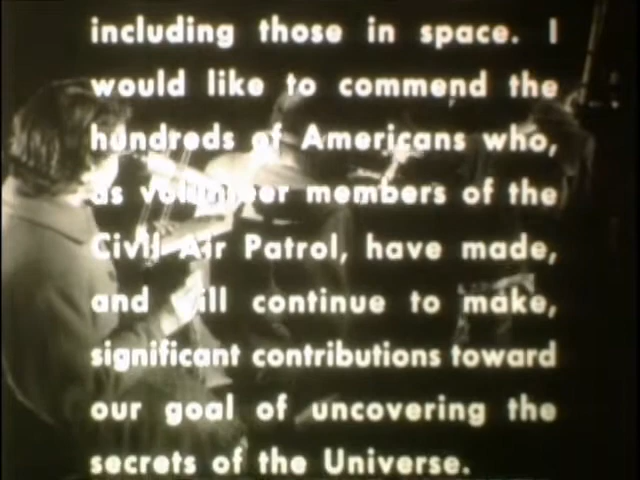 including those in space. I
would like to commend the
hundreds of Americans who,
as volunteer members of the
Civil Air Patrol, have made,
and will continue to make,
significant contributions toward
our goal of uncovering the
secrets of the Universe.